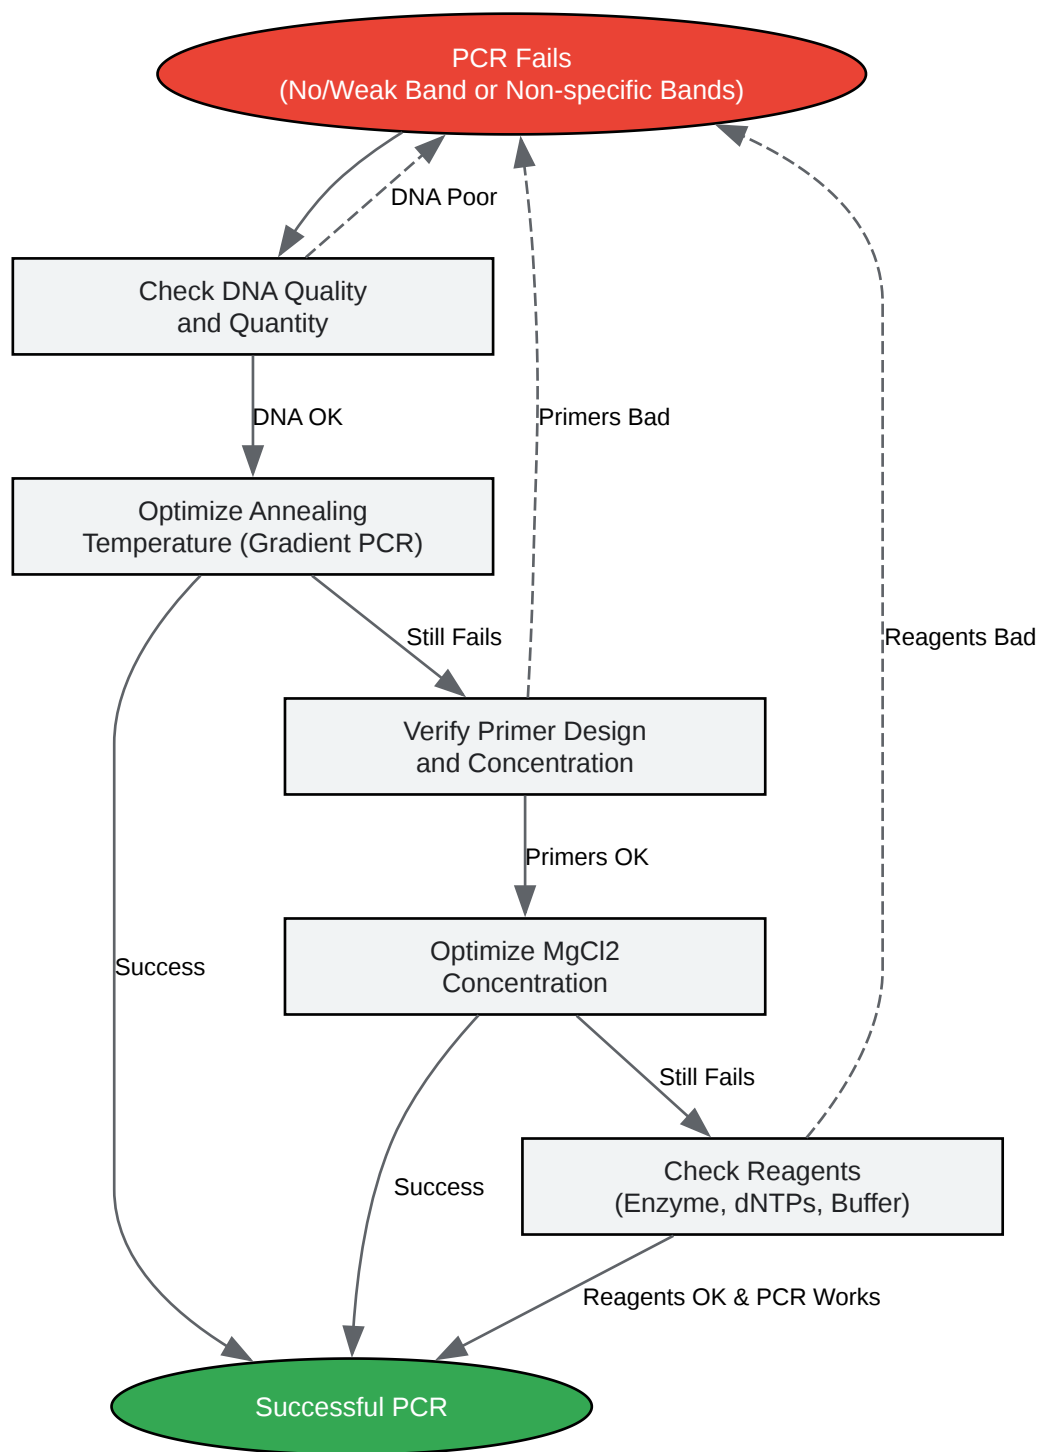 PCR Fails
(No/Weak Band or Non-specific Bands)
DNA Poor
Check DNA Quality
and Quantity
DNA OK
Primers Bad
Optimize Annealing
Temperature (Gradient PCR)
Still Fails
Reagents Bad
Verify Primer Design
and Concentration
Primers OK
Optimize MgCl2
Concentration
Success
Still Fails
Check Reagents
(Enzyme, dNTPs, Buffer)
Success
Reagents OK & PCR Works
Successful PCR